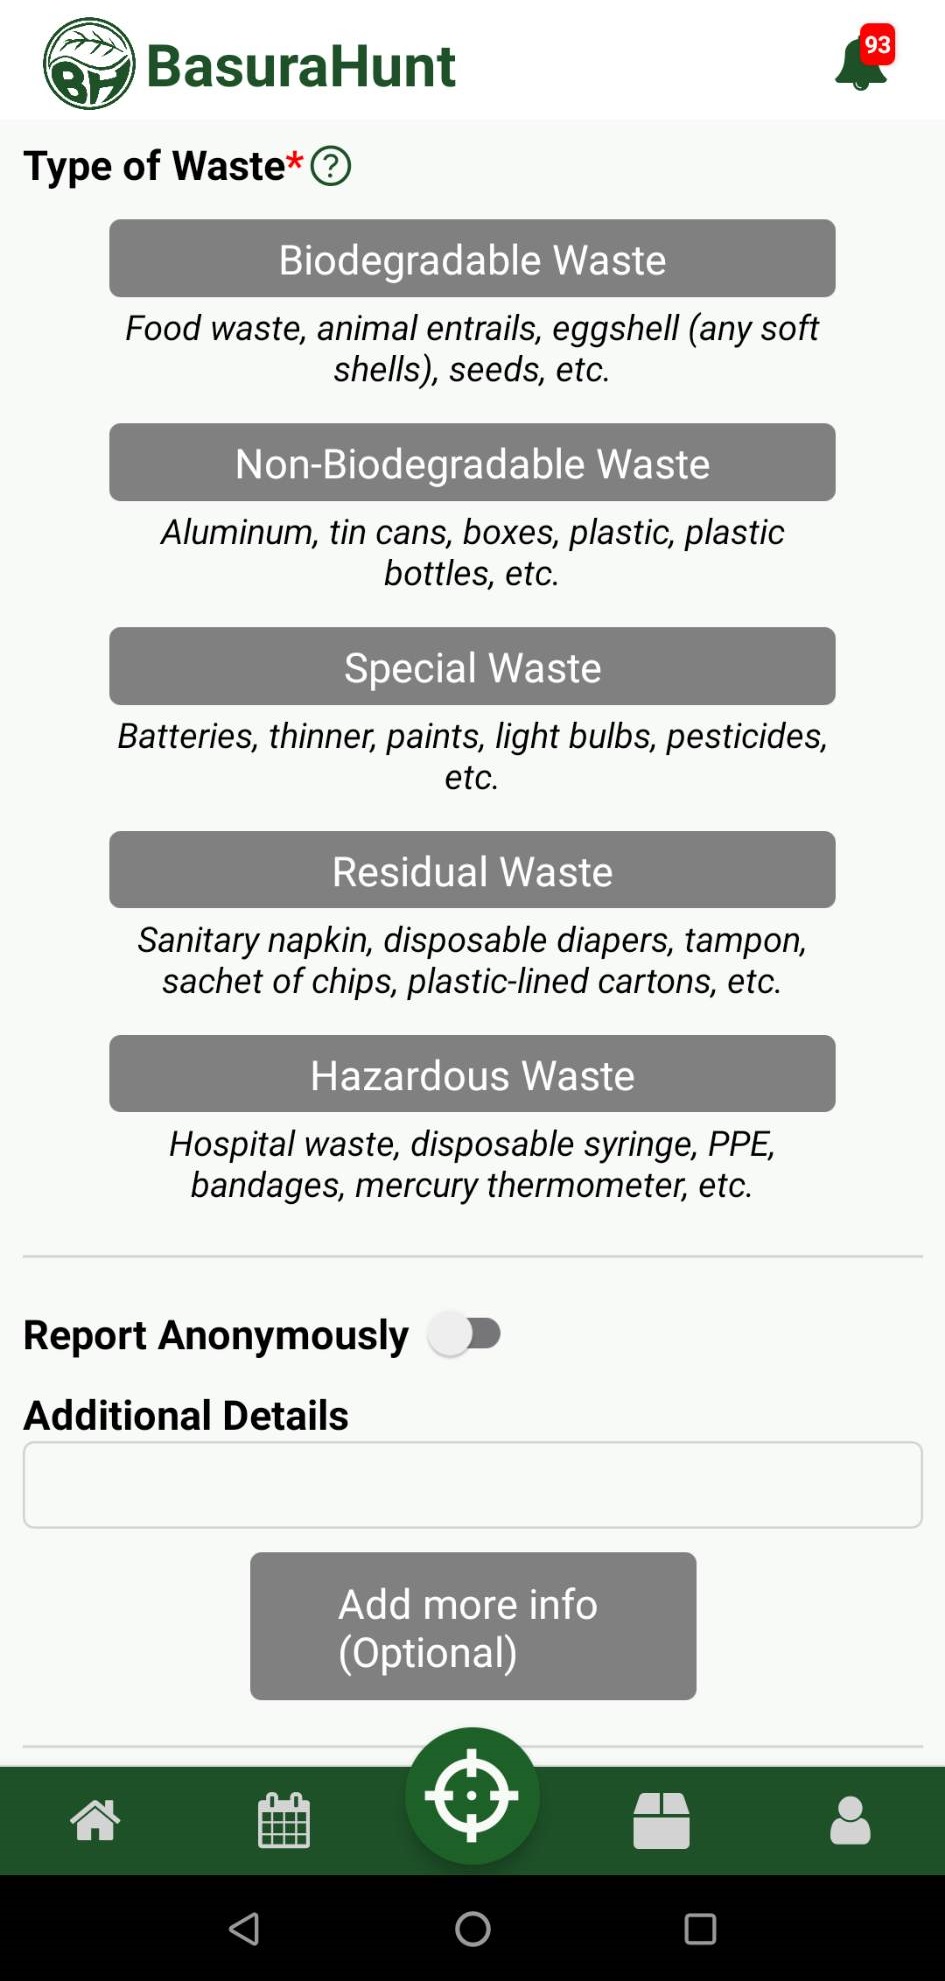 BH BasuraHunt
93
Type of Waste* ?
Biodegradable Waste
Food waste, animal entrails, eggshell (any soft
shells), seeds, etc.
Non-Biodegradable Waste
Aluminum, tin cans, boxes, plastic, plastic
bottles, etc.
Special Waste
Batteries, thinner, paints, light bulbs, pesticides,
etc.
Residual Waste
Sanitary napkin, disposable diapers, tampon,
sachet of chips, plastic-lined cartons, etc.
Hazardous Waste
Hospital waste, disposable syringe, PPE,
bandages, mercury thermometer, etc.
Report Anonymously
Additional Details
Add more info
(Optional)